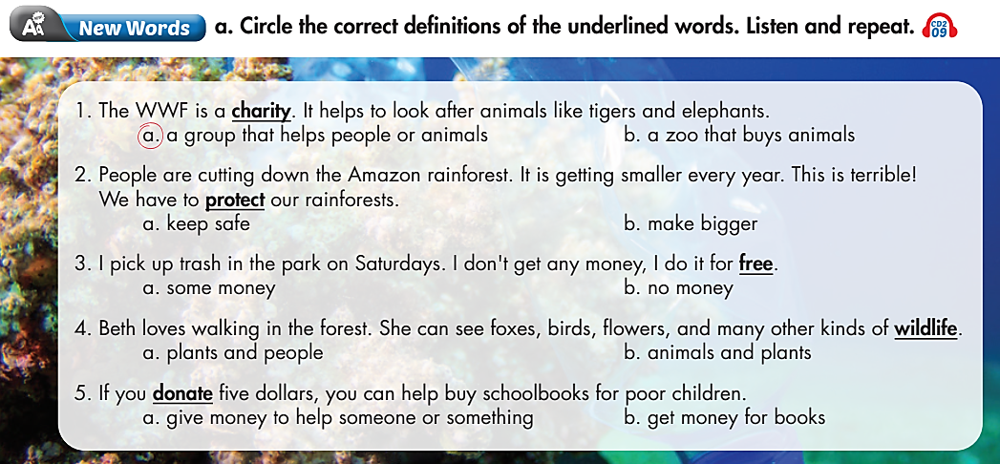 New Words a. Circle the correct definitions of the underlined words. Listen and repeat. CD2 09
1. The WWF is a charity. It helps to look after animals like tigers and elephants.
a. a group that helps people or animals b. a zoo that buys animals
2. People are cutting down the Amazon rainforest. It is getting smaller every year. This is terrible!
We have to protect our rainforests.
a. keep safe b. make bigger
3. I pick up trash in the park on Saturdays. I don't get any money, I do it for free.
a. some money b. no money
4. Beth loves walking in the forest. She can see foxes, birds, flowers, and many other kinds of wildlife.
a. plants and people b. animals and plants
5. If you donate five dollars, you can help buy schoolbooks for poor children.
a. give money to help someone or something b. get money for books